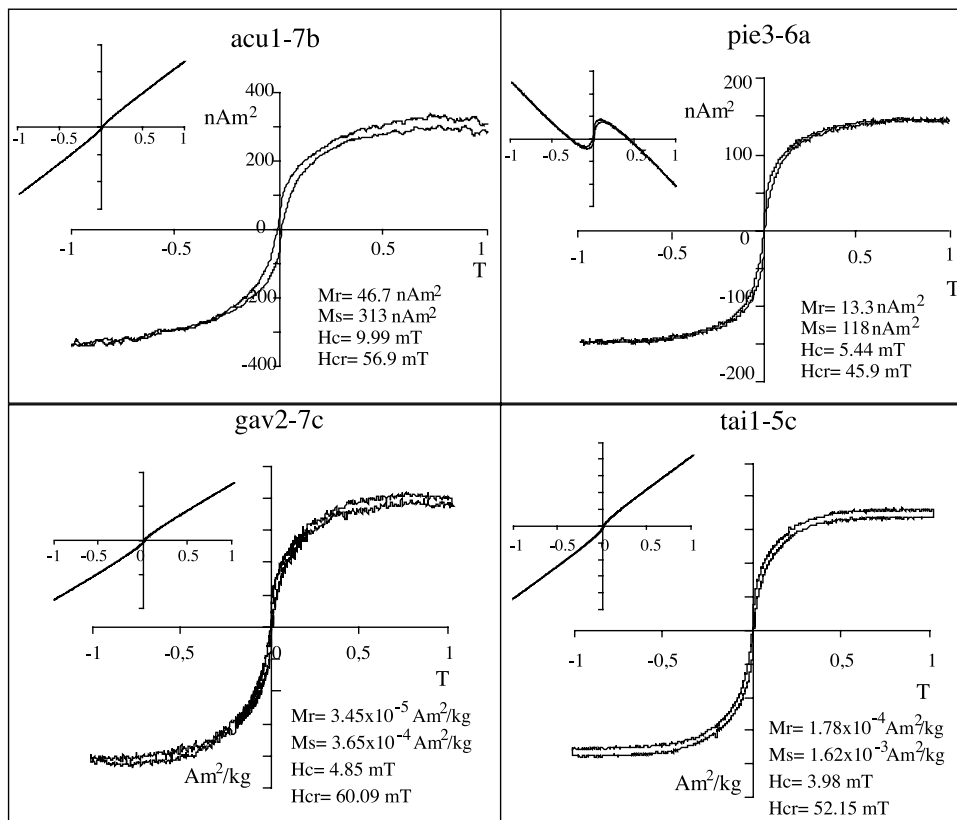 acu1-7b
1
-1
-0.5
0
0.5
nAm²
400
200
0
-1
-0.5
0.5
1
T
-200
-400
Mr= 46.7 nAm²
Ms= 313 nAm²
Hc= 9.99 mT
Hcr= 56.9 mT
pie3-6a
-1
-0.5
0
0.5
1
200
nAm²
100
0
-1
-0.5
0.5
1
T
-100
-200
Mr= 13.3 nAm²
Ms= 118 nAm²
Hc= 5.44 mT
Hcr= 45.9 mT
gav2-7c
-1
-0.5
0
0.5
1
-1
-0.5
0
0,5
1
T
Am²/kg
Mr= 3.45x10⁻⁵ Am²/kg
Ms= 3.65x10⁻⁴ Am²/kg
Hc= 4.85 mT
Hcr= 60.09 mT
tai1-5c
-1
-0.5
0
0.5
1
-1
-0.5
0
0,5
1
T
Am²/kg
Mr= 1.78x10⁻⁴ Am²/kg
Ms= 1.62x10⁻³ Am²/kg
Hc= 3.98 mT
Hcr= 52.15 mT